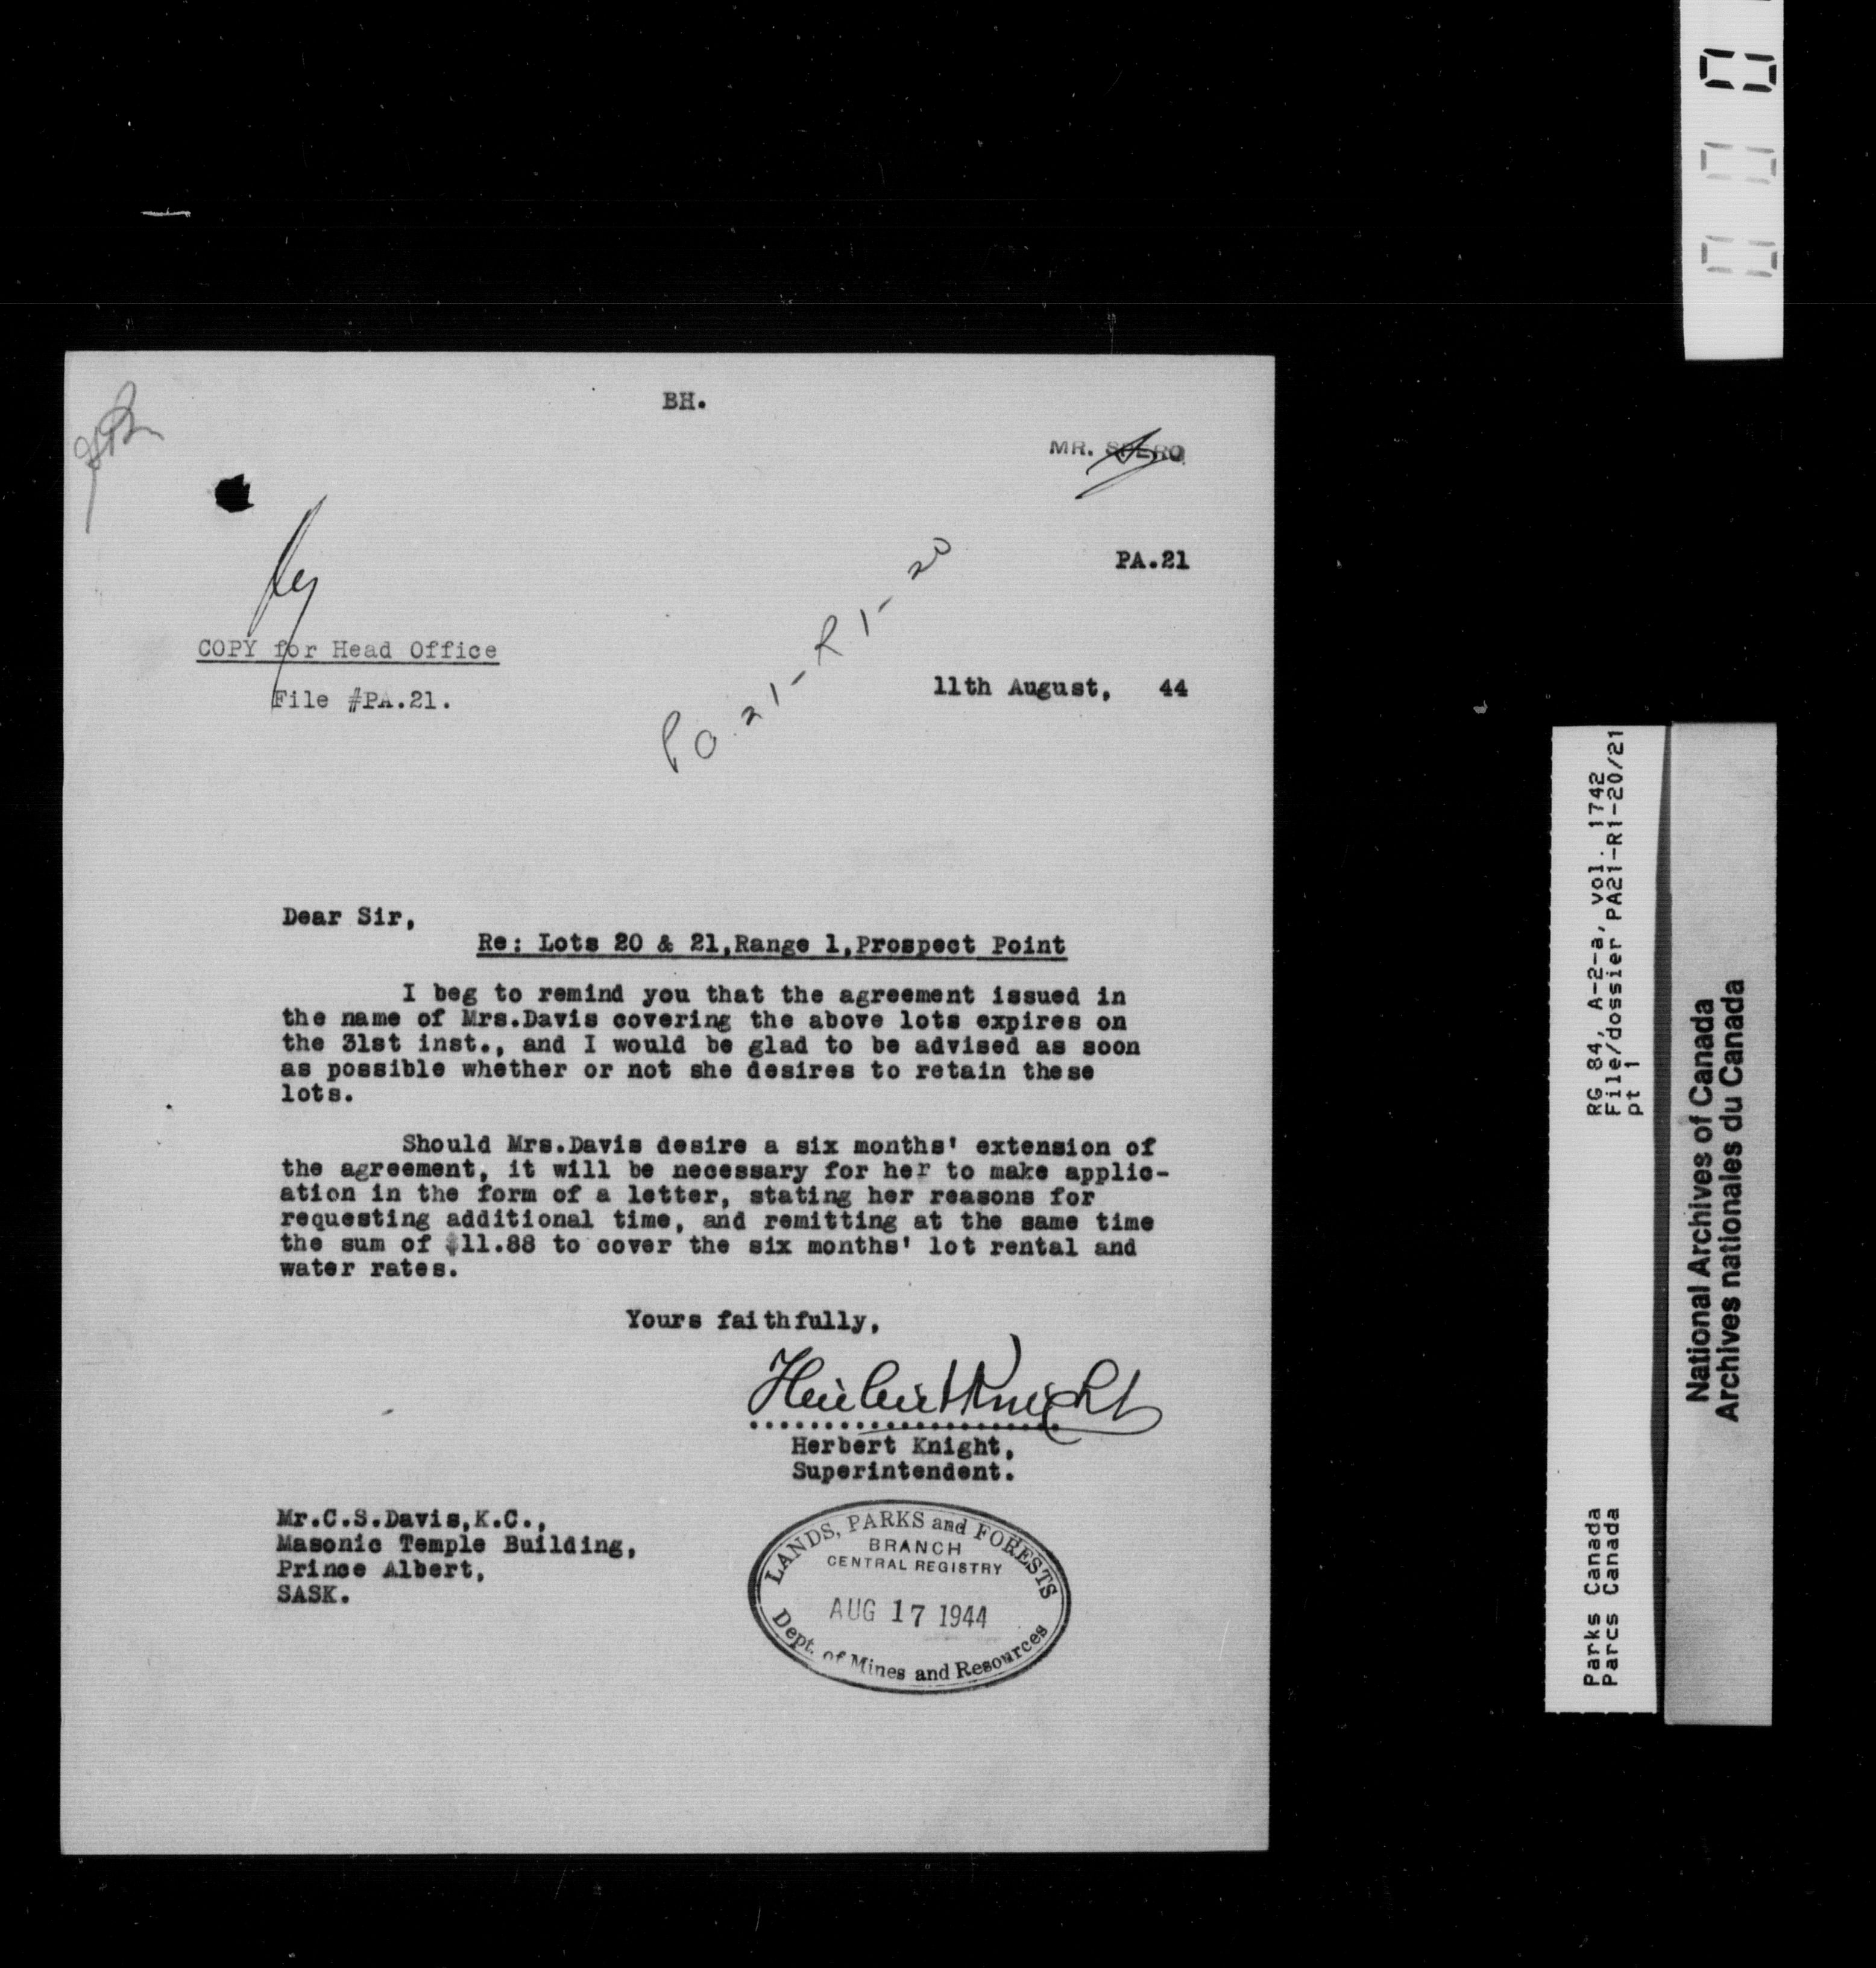 BH.
MR. SPERO
PA.21
COPY for Head Office
File #PA.21.
PA.21-R1-20
11th August, 44
Dear Sir,
Re: Lots 20 & 21,Range 1,Prospect Point
I beg to remind you that the agreement issued in
the name of Mrs.Davis covering the above lots expires on
the 31st inst., and I would be glad to be advised as soon
as possible whether or not she desires to retain these
lots.
Should Mrs.Davis desire a six months' extension of
the agreement, it will be necessary for her to make applic-
ation in the form of a letter, stating her reasons for
requesting additional time, and remitting at the same time
the sum of $11.88 to cover the six months' lot rental and
water rates.
Yours faithfully,
Herbert Knight
Herbert Knight,
Superintendent.
Mr.C.S.Davis,K.C.,
Masonic Temple Building,
Prince Albert,
SASK.
LANDS, PARKS and FORESTS
BRANCH
CENTRAL REGISTRY
AUG 17 1944
Dept. of Mines and Resources
RG 84, A-2-a, vol. 1742
File/dossier PA21-R1-20/21
pt 1
Parks Canada
Parcs Canada
National Archives of Canada
Archives nationales du Canada